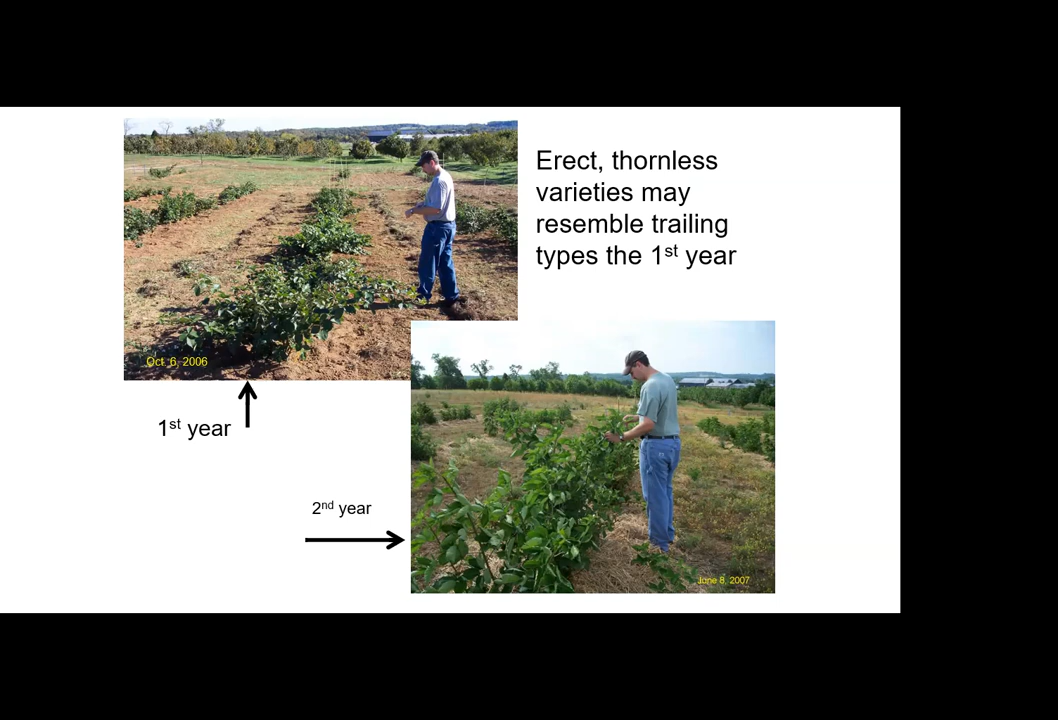 Erect, thornless
varieties may
resemble trailing
types the 1st year
Oct. 6, 2006
1st year
2nd year
June 8, 2007